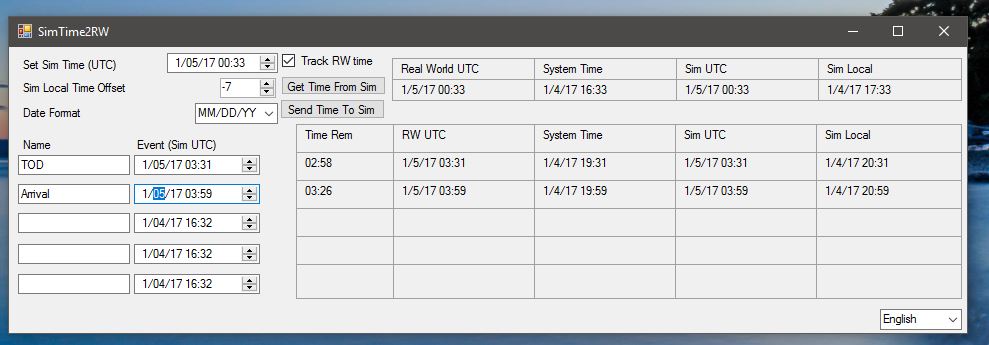 SimTime2RW
Set Sim Time (UTC) 1/05/17 00:33 Track RW time
Sim Local Time Offset -7 Get Time From Sim
Date Format MM/DD/YY Send Time To Sim
Real World UTC System Time Sim UTC Sim Local
1/5/17 00:33 1/4/17 16:33 1/5/17 00:33 1/4/17 17:33
Name Event (Sim UTC)
TOD 1/05/17 03:31
Arrival 1/05/17 03:59
1/04/17 16:32
1/04/17 16:32
1/04/17 16:32
Time Rem RW UTC System Time Sim UTC Sim Local
02:58 1/5/17 03:31 1/4/17 19:31 1/5/17 03:31 1/4/17 20:31
03:26 1/5/17 03:59 1/4/17 19:59 1/5/17 03:59 1/4/17 20:59
English